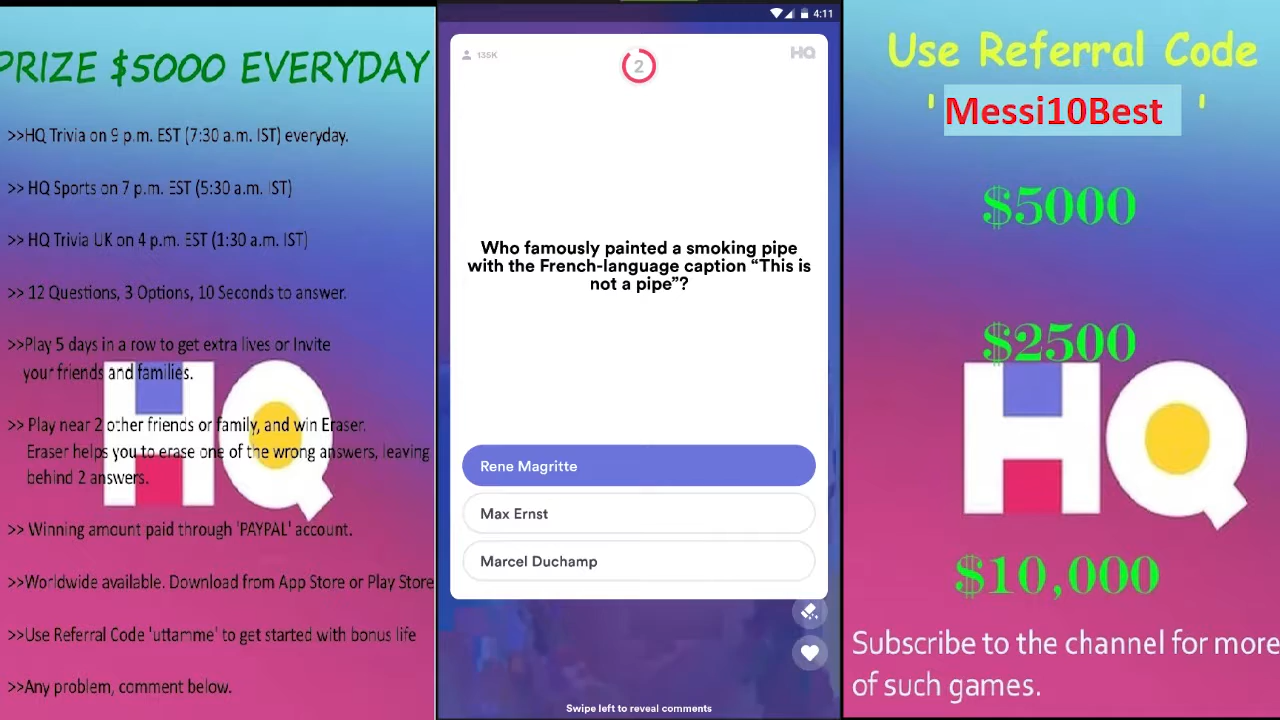 PRIZE $5000 EVERYDAY
>>HQ Trivia on 9 p.m. EST (7:30 a.m. IST) everyday.
>> HQ Sports on 7 p.m. EST (5:30 a.m. IST)
>> HQ Trivia UK on 4 p.m. EST (1:30 a.m. IST)
>> 12 Questions, 3 Options, 10 Seconds to answer.
>>Play 5 days in a row to get extra lives or Invite
your friends and families.
>> Play near 2 other friends or family, and win Eraser.
Eraser helps you to erase one of the wrong answers, leaving
behind 2 answers.
>> Winning amount paid through 'PAYPAL' account.
>>Worldwide available. Download from App Store or Play Store
>>Use Referral Code 'uttamme' to get started with bonus life
>>Any problem, comment below.
HQ
4:11
135K
2
HQ
Who famously painted a smoking pipe
with the French-language caption “This is
not a pipe”?
Rene Magritte
Max Ernst
Marcel Duchamp
Swipe left to reveal comments
Use Referral Code
' Messi10Best '
$5000
$2500
HQ
$10,000
Subscribe to the channel for more
of such games.